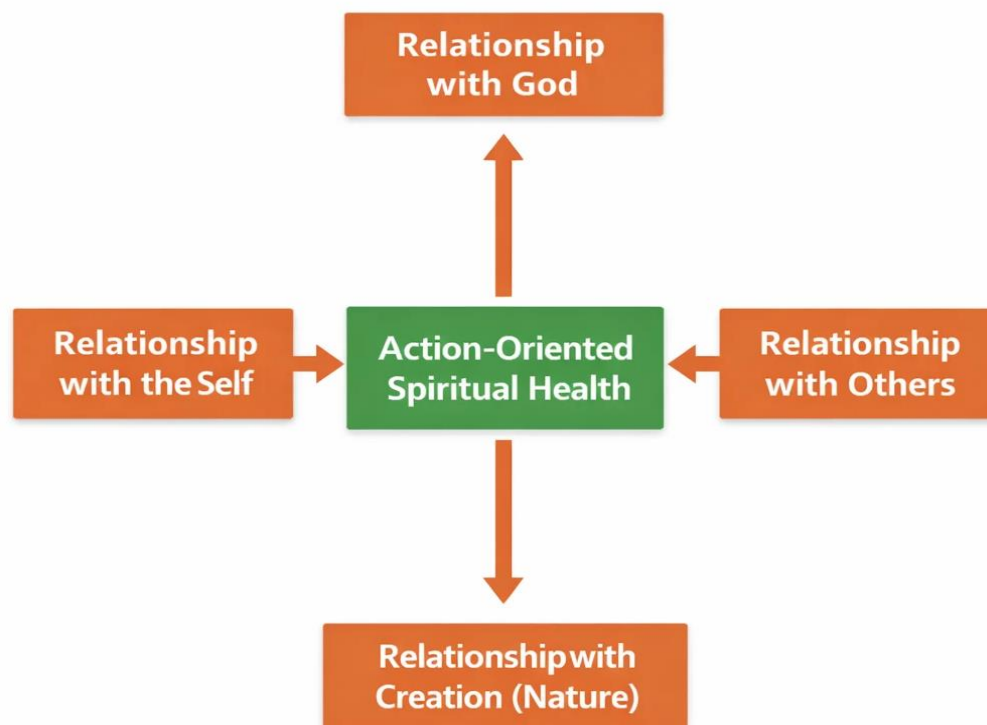 Relationship
with God
Relationship
with the Self
Action-Oriented
Spiritual Health
Relationship
with Others
Relationship with
Creation (Nature)